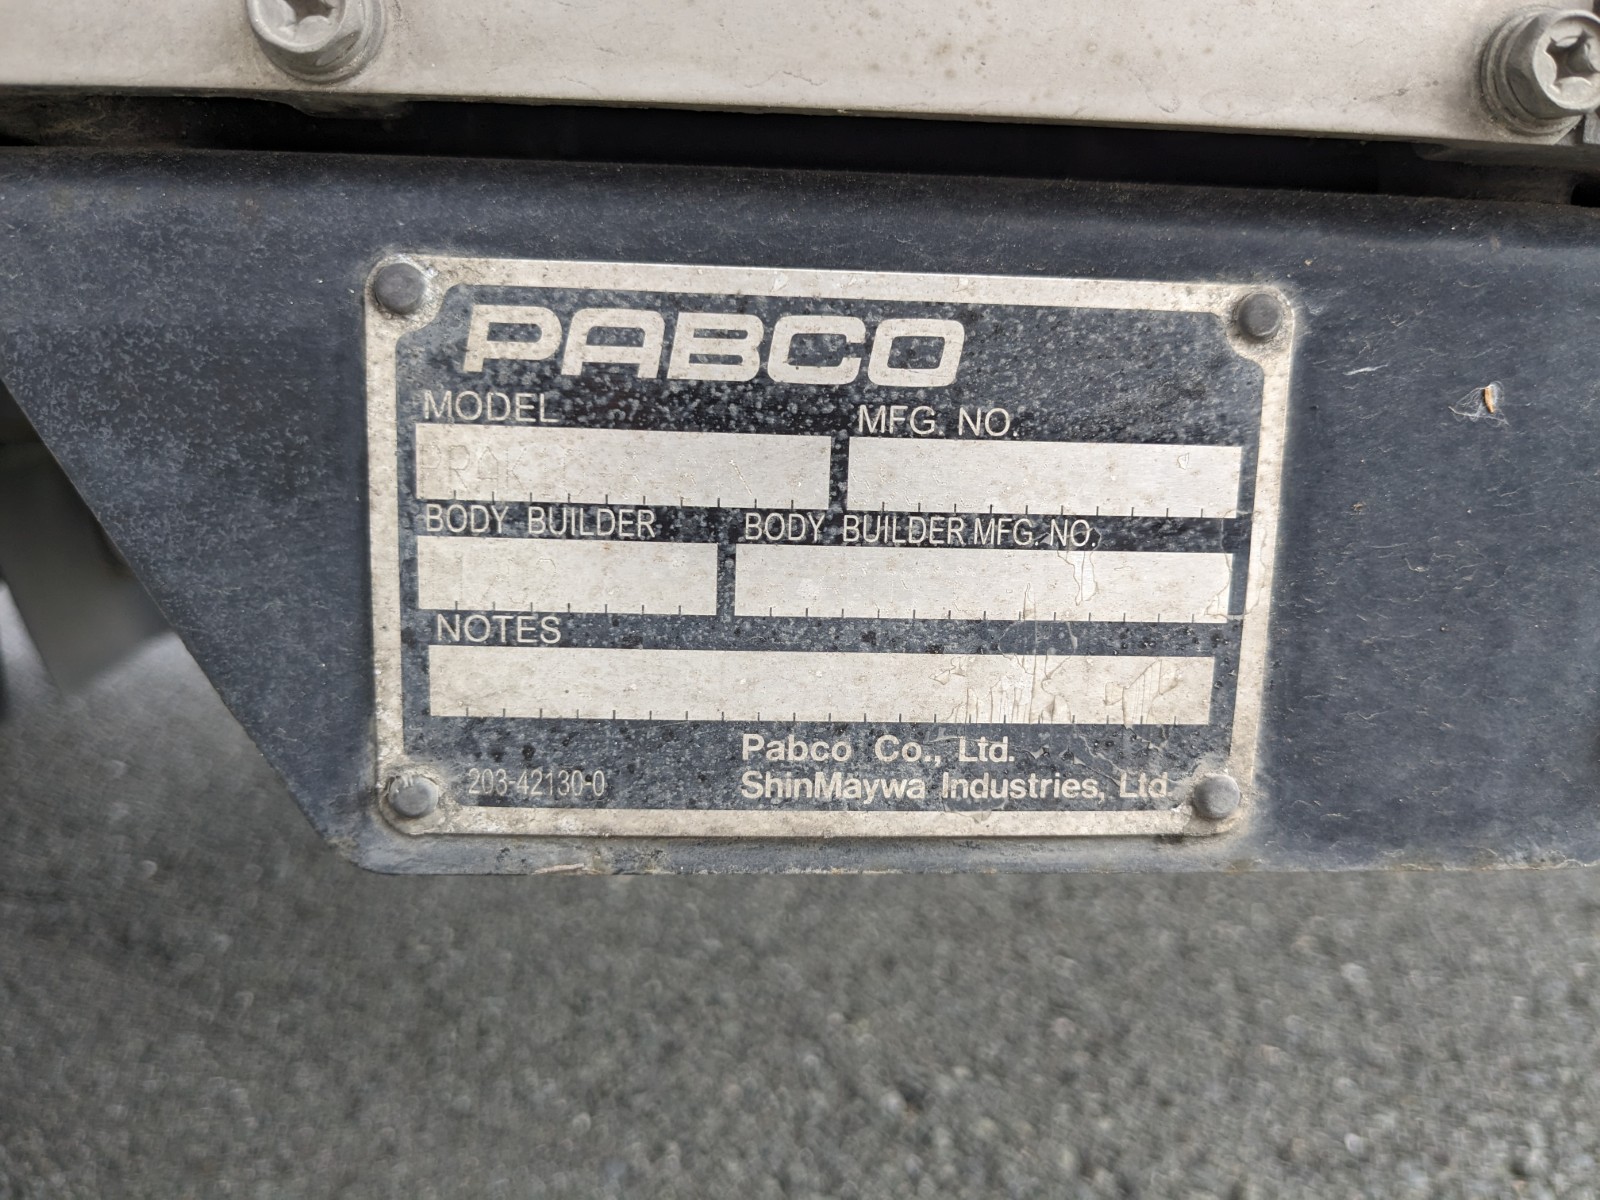 PABCO
MODEL MFG. NO.
BODY BUILDER BODY BUILDER MFG. NO.
NOTES
Pabco Co., Ltd.
203-42130-0 ShinMaywa Industries, Ltd.